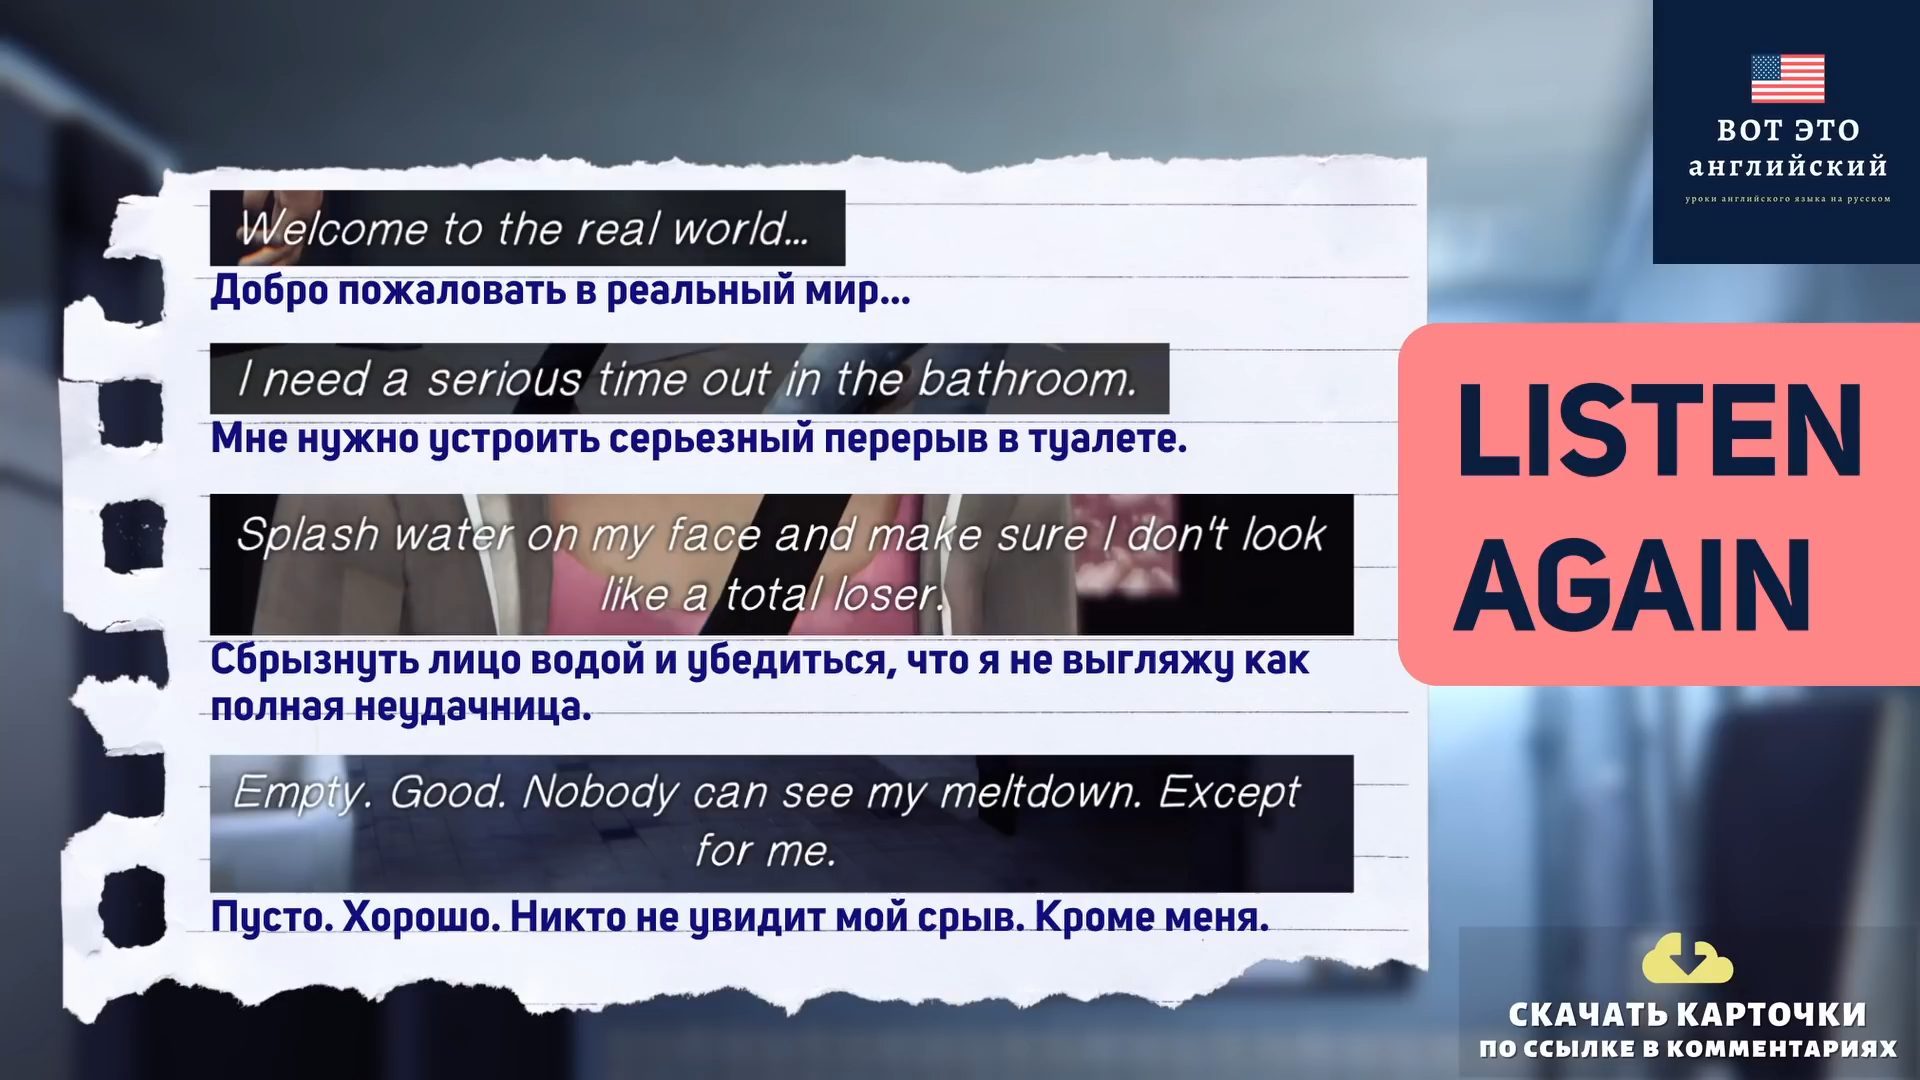 Welcome to the real world...
Добро пожаловать в реальный мир...
I need a serious time out in the bathroom.
Мне нужно устроить серьезный перерыв в туалете.
Splash water on my face and make sure I don't look
like a total loser.
Сбрызнуть лицо водой и убедиться, что я не выгляжу как
полная неудачница.
Empty. Good. Nobody can see my meltdown. Except
for me.
Пусто. Хорошо. Никто не увидит мой срыв. Кроме меня.
ВОТ ЭТО
английский
уроки английского языка на русском
LISTEN
AGAIN
СКАЧАТЬ КАРТОЧКИ
ПО ССЫЛКЕ В КОММЕНТАРИЯХ